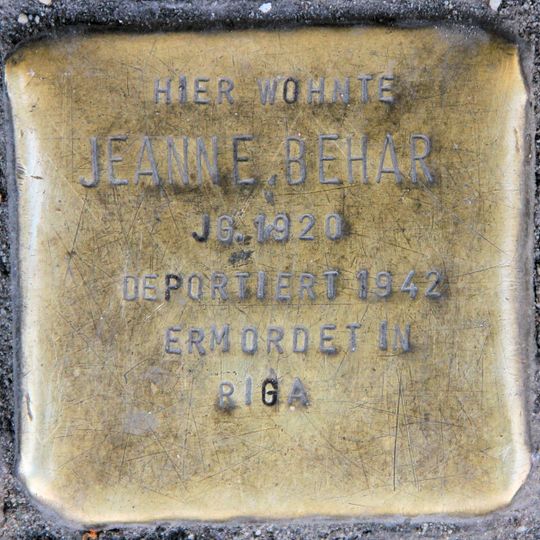 HIER WOHNTE
JEANNE BEHAR
JG. 1920
DEPORTIERT 1942
ERMORDET IN
RIGA